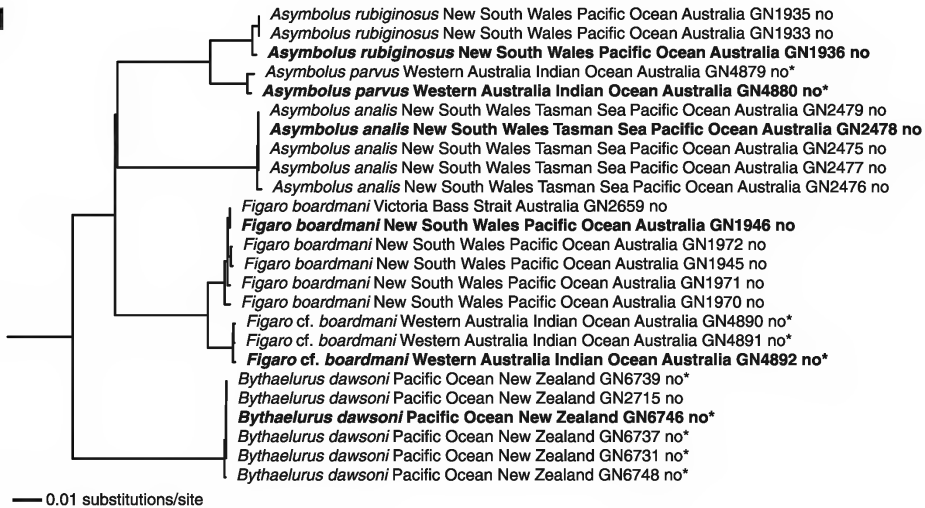 Asymbolus rubiginosus New South Wales Pacific Ocean Australia GN1935 no
Asymbolus rubiginosus New South Wales Pacific Ocean Australia GN1933 no
Asymbolus rubiginosus New South Wales Pacific Ocean Australia GN1936 no
Asymbolus parvus Western Australia Indian Ocean Australia GN4879 no*
Asymbolus parvus Western Australia Indian Ocean Australia GN4880 no*
Asymbolus analis New South Wales Tasman Sea Pacific Ocean Australia GN2479 no
Asymbolus analis New South Wales Tasman Sea Pacific Ocean Australia GN2478 no
Asymbolus analis New South Wales Tasman Sea Pacific Ocean Australia GN2475 no
Asymbolus analis New South Wales Tasman Sea Pacific Ocean Australia GN2477 no
Asymbolus analis New South Wales Tasman Sea Pacific Ocean Australia GN2476 no
Figaro boardmani Victoria Bass Strait Australia GN2659 no
Figaro boardmani New South Wales Pacific Ocean Australia GN1946 no
Figaro boardmani New South Wales Pacific Ocean Australia GN1972 no
Figaro boardmani New South Wales Pacific Ocean Australia GN1945 no
Figaro boardmani New South Wales Pacific Ocean Australia GN1971 no
Figaro boardmani New South Wales Pacific Ocean Australia GN1970 no
Figaro cf. boardmani Western Australia Indian Ocean Australia GN4890 no*
Figaro cf. boardmani Western Australia Indian Ocean Australia GN4891 no*
Figaro cf. boardmani Western Australia Indian Ocean Australia GN4892 no*
Bythaelurus dawsoni Pacific Ocean New Zealand GN6739 no*
Bythaelurus dawsoni Pacific Ocean New Zealand GN2715 no
Bythaelurus dawsoni Pacific Ocean New Zealand GN6746 no*
Bythaelurus dawsoni Pacific Ocean New Zealand GN6737 no*
Bythaelurus dawsoni Pacific Ocean New Zealand GN6731 no*
Bythaelurus dawsoni Pacific Ocean New Zealand GN6748 no*
0.01 substitutions/site